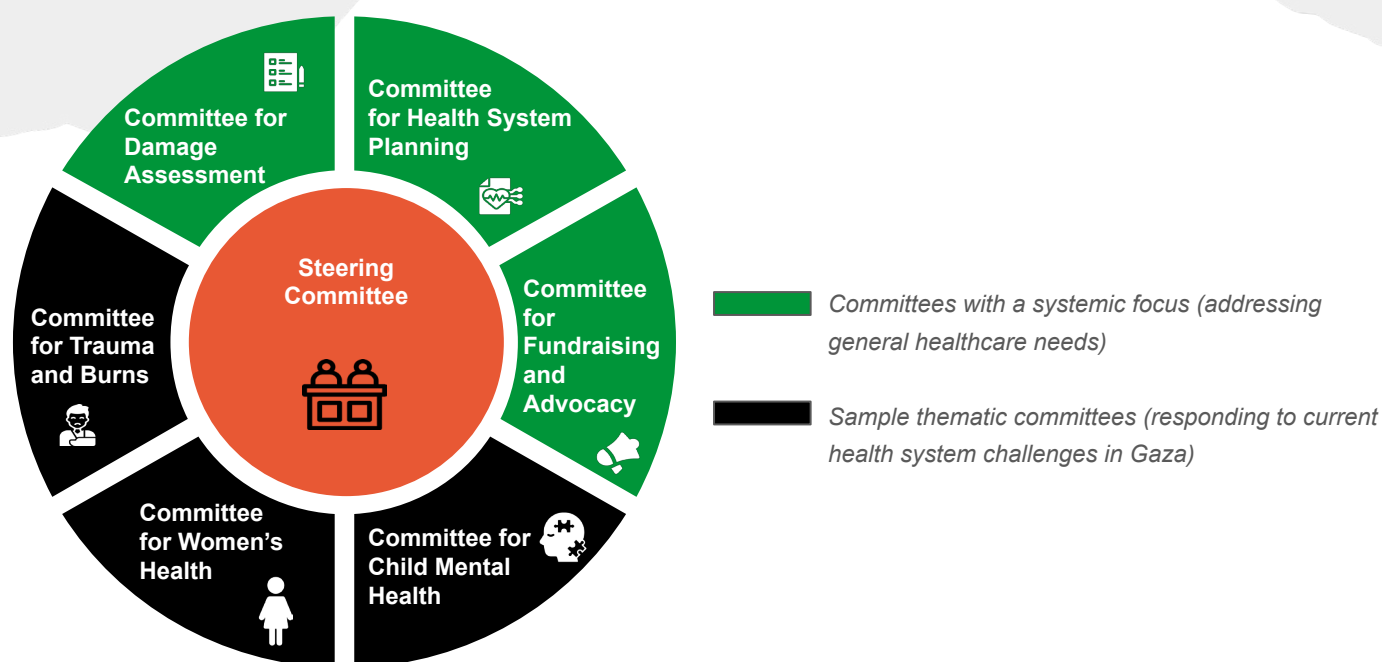 Committee for
Damage
Assessment
Committee
for Health System
Planning
Committee
for
Fundraising
and
Advocacy
Committee for
Child Mental
Health
Committee
for Women's
Health
Committee
for Trauma
and Burns
Steering
Committee
Committees with a systemic focus (addressing
general healthcare needs)
Sample thematic committees (responding to current
health system challenges in Gaza)